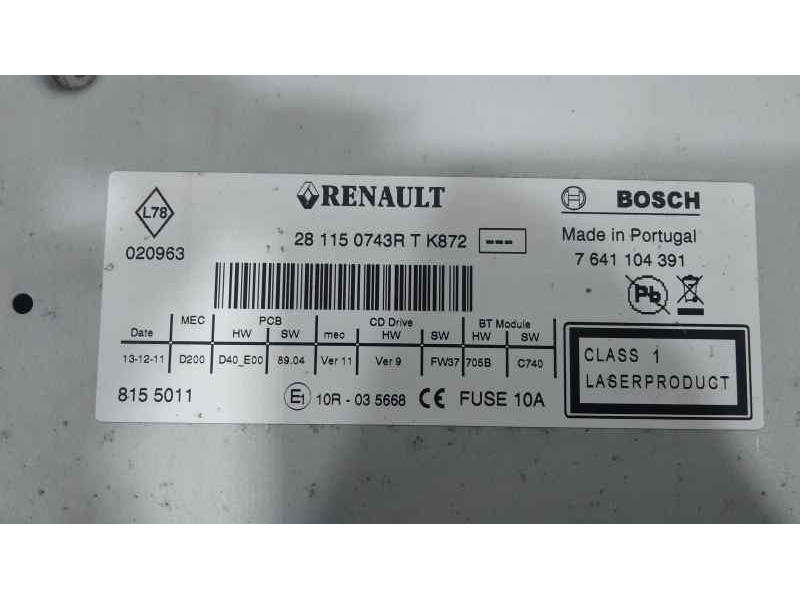 L78
020963
RENAULT
28 115 0743R T K872 ---
BOSCH
Made in Portugal
7 641 104 391
Pb
MEC PCB CD Drive BT Module
Date HW SW mec HW SW HW SW
13-12-11 D200 D40_E00 89.04 Ver 11 Ver 9 FW37 705B C740
815 5011
E1 10R - 03 5668 CE FUSE 10A
CLASS 1
LASERPRODUCT